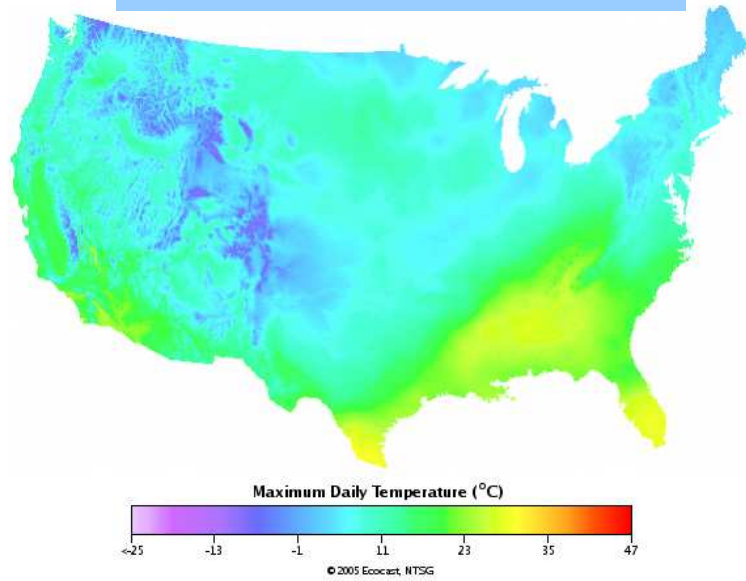 Maximum Daily Temperature (°C)
<-25 -13 -1 11 23 35 47
©2005 Ecocast, NTSG